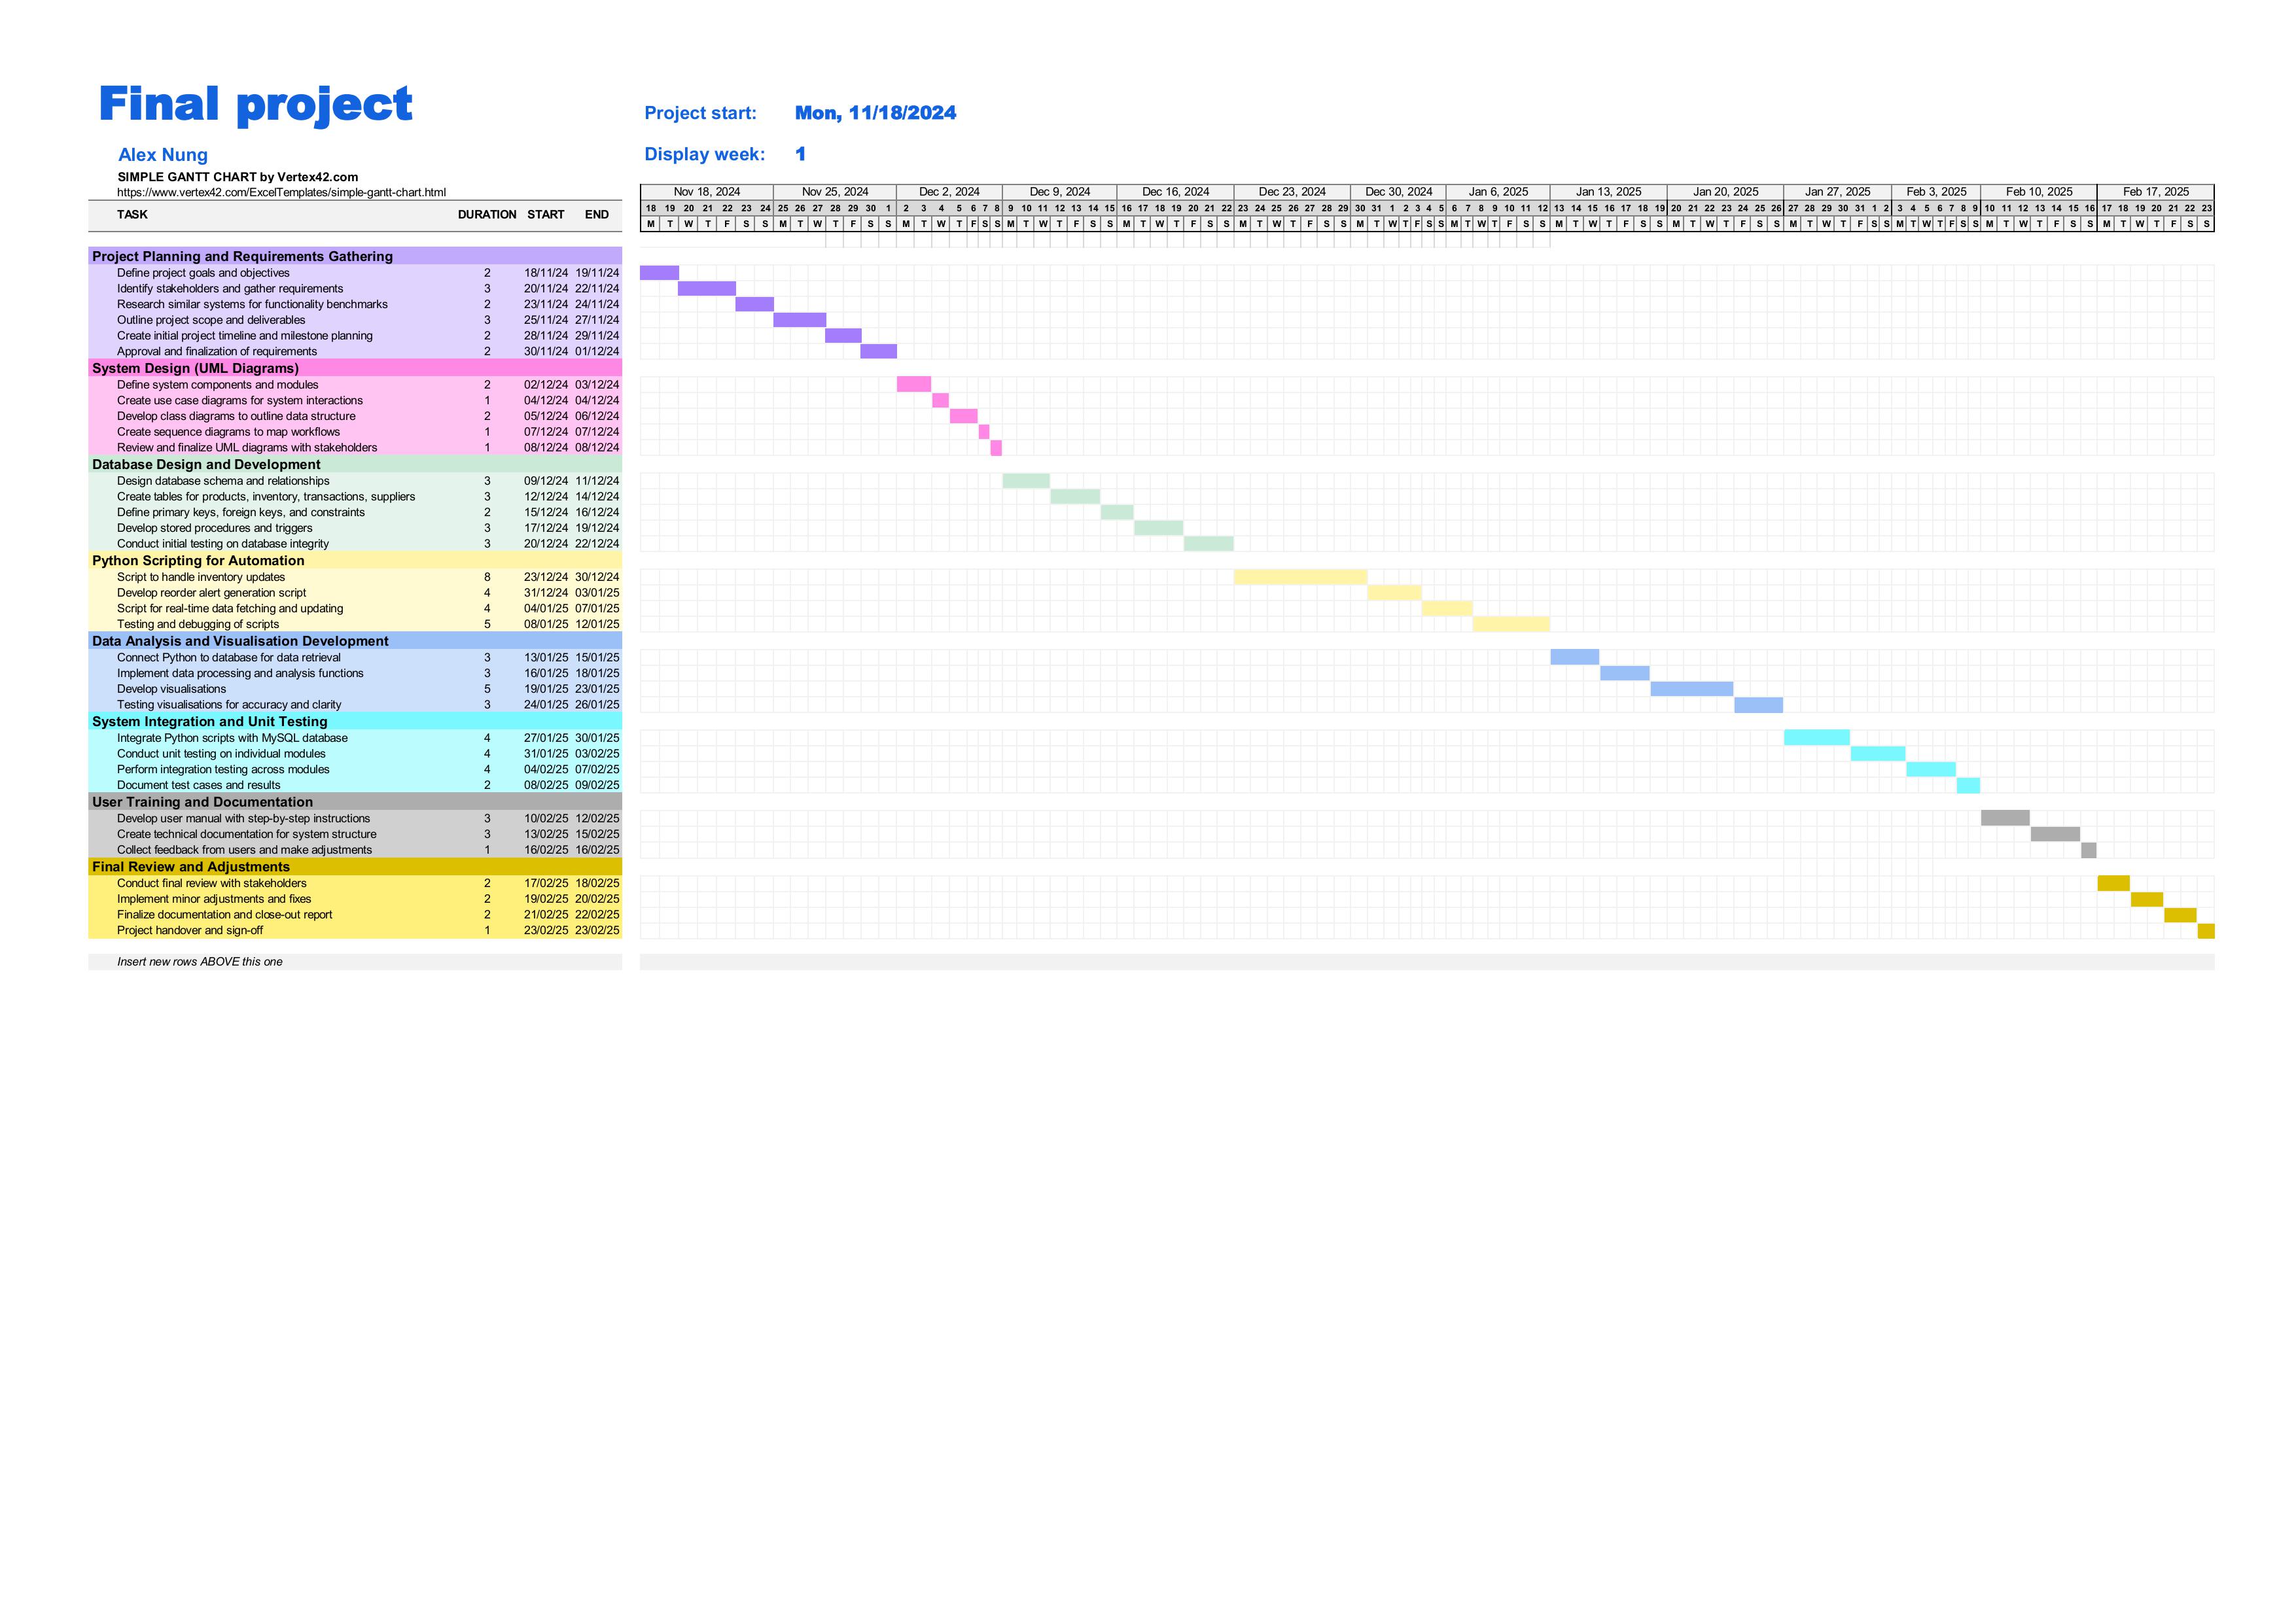 Final project
Project start: Mon, 11/18/2024
Alex Nung
Display week: 1
SIMPLE GANTT CHART by Vertex42.com
https://www.vertex42.com/ExcelTemplates/simple-gantt-chart.html
Nov 18, 2024 Nov 25, 2024 Dec 2, 2024 Dec 9, 2024 Dec 16, 2024 Dec 23, 2024 Dec 30, 2024 Jan 6, 2025 Jan 13, 2025 Jan 20, 2025 Jan 27, 2025 Feb 3, 2025 Feb 10, 2025 Feb 17, 2025
18 19 20 21 22 23 24 25 26 27 28 29 30 1 2 3 4 5 6 7 8 9 10 11 12 13 14 15 16 17 18 19 20 21 22 23 24 25 26 27 28 29 30 31 1 2 3 4 5 6 7 8 9 10 11 12 13 14 15 16 17 18 19 20 21 22 23 24 25 26 27 28 29 30 31 1 2 3 4 5 6 7 8 9 10 11 12 13 14 15 16 17 18 19 20 21 22 23
TASK DURATION START END
M T W T F S S M T W T F S S M T W T F S S M T W T F S S M T W T F S S M T W T F S S M T W T F S S M T W T F S S M T W T F S S M T W T F S S M T W T F S S M T W T F S S M T W T F S S M T W T F S S
Project Planning and Requirements Gathering
Define project goals and objectives 2 18/11/24 19/11/24
Identify stakeholders and gather requirements 3 20/11/24 22/11/24
Research similar systems for functionality benchmarks 2 23/11/24 24/11/24
Outline project scope and deliverables 3 25/11/24 27/11/24
Create initial project timeline and milestone planning 2 28/11/24 29/11/24
Approval and finalization of requirements 2 30/11/24 01/12/24
System Design (UML Diagrams)
Define system components and modules 2 02/12/24 03/12/24
Create use case diagrams for system interactions 1 04/12/24 04/12/24
Develop class diagrams to outline data structure 2 05/12/24 06/12/24
Create sequence diagrams to map workflows 1 07/12/24 07/12/24
Review and finalize UML diagrams with stakeholders 1 08/12/24 08/12/24
Database Design and Development
Design database schema and relationships 3 09/12/24 11/12/24
Create tables for products, inventory, transactions, suppliers 3 12/12/24 14/12/24
Define primary keys, foreign keys, and constraints 2 15/12/24 16/12/24
Develop stored procedures and triggers 3 17/12/24 19/12/24
Conduct initial testing on database integrity 3 20/12/24 22/12/24
Python Scripting for Automation
Script to handle inventory updates 8 23/12/24 30/12/24
Develop reorder alert generation script 4 31/12/24 03/01/25
Script for real-time data fetching and updating 4 04/01/25 07/01/25
Testing and debugging of scripts 5 08/01/25 12/01/25
Data Analysis and Visualisation Development
Connect Python to database for data retrieval 3 13/01/25 15/01/25
Implement data processing and analysis functions 3 16/01/25 18/01/25
Develop visualisations 5 19/01/25 23/01/25
Testing visualisations for accuracy and clarity 3 24/01/25 26/01/25
System Integration and Unit Testing
Integrate Python scripts with MySQL database 4 27/01/25 30/01/25
Conduct unit testing on individual modules 4 31/01/25 03/02/25
Perform integration testing across modules 4 04/02/25 07/02/25
Document test cases and results 2 08/02/25 09/02/25
User Training and Documentation
Develop user manual with step-by-step instructions 3 10/02/25 12/02/25
Create technical documentation for system structure 3 13/02/25 15/02/25
Collect feedback from users and make adjustments 1 16/02/25 16/02/25
Final Review and Adjustments
Conduct final review with stakeholders 2 17/02/25 18/02/25
Implement minor adjustments and fixes 2 19/02/25 20/02/25
Finalize documentation and close-out report 2 21/02/25 22/02/25
Project handover and sign-off 1 23/02/25 23/02/25
Insert new rows ABOVE this one